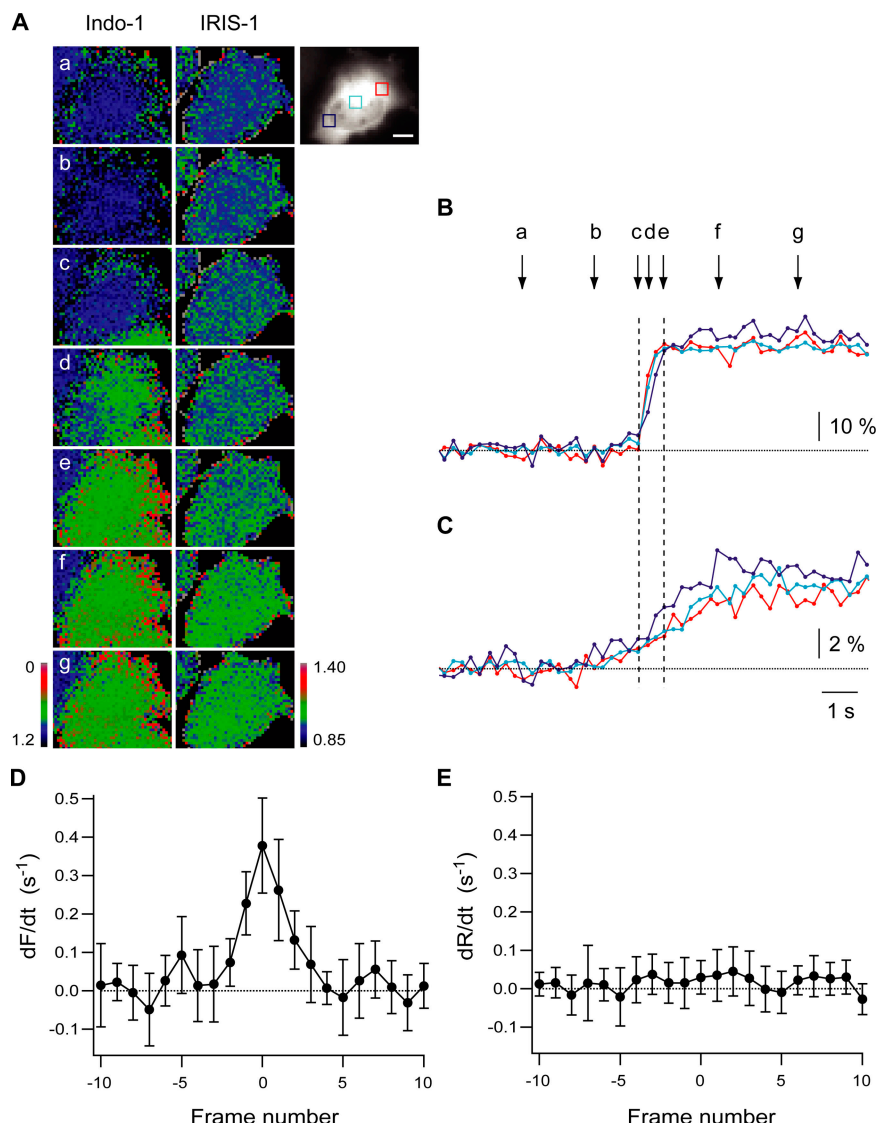 A
Indo-1 IRIS-1
a
b
c
d
e
f
g
0
1.2
1.40
0.85
B
a b c d e f g
10 %
C
2 %
1 s
D
dF/dt (s⁻¹)
0.5
0.4
0.3
0.2
0.1
0.0
-0.1
-10 -5 0 5 10
Frame number
E
dR/dt (s⁻¹)
0.5
0.4
0.3
0.2
0.1
0.0
-0.1
-10 -5 0 5 10
Frame number